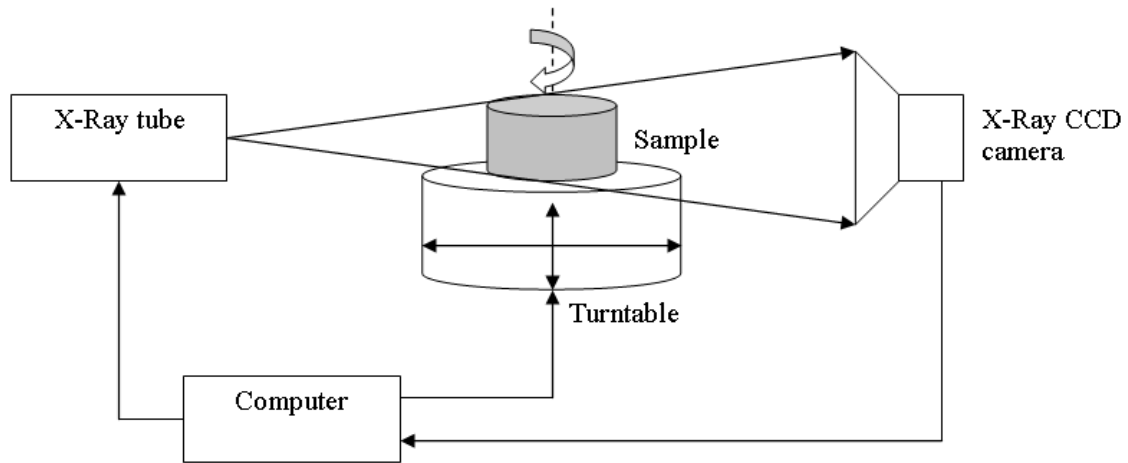 X-Ray tube
Sample
X-Ray CCD
camera
Turntable
Computer